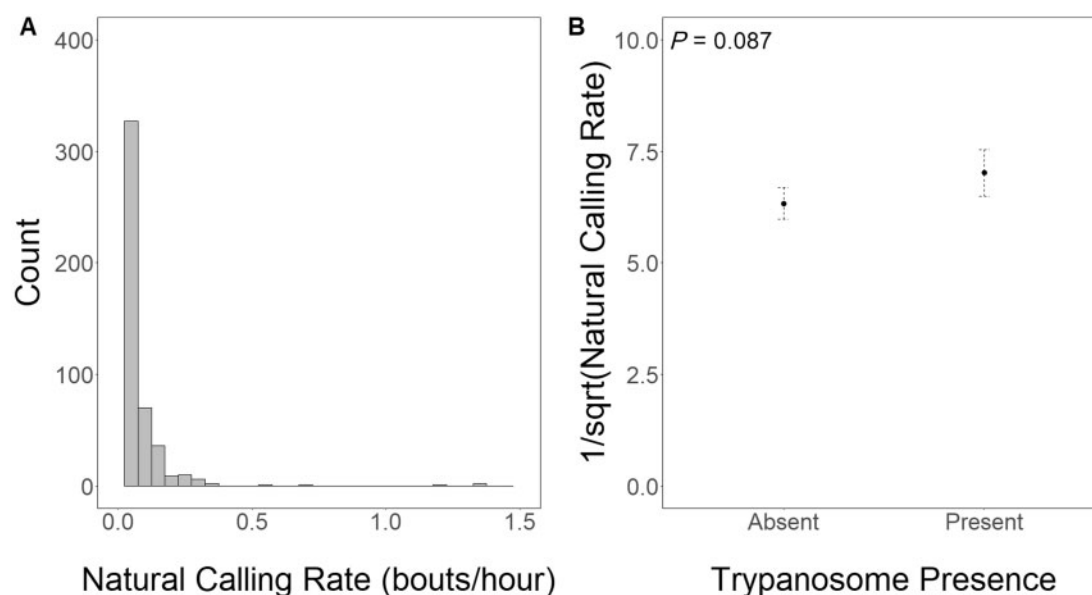 A
400
300
200
100
0
Count
0.0 0.5 1.0 1.5
Natural Calling Rate (bouts/hour)
B
P = 0.087
10.0
7.5
5.0
2.5
0.0
1/sqrt(Natural Calling Rate)
Absent Present
Trypanosome Presence